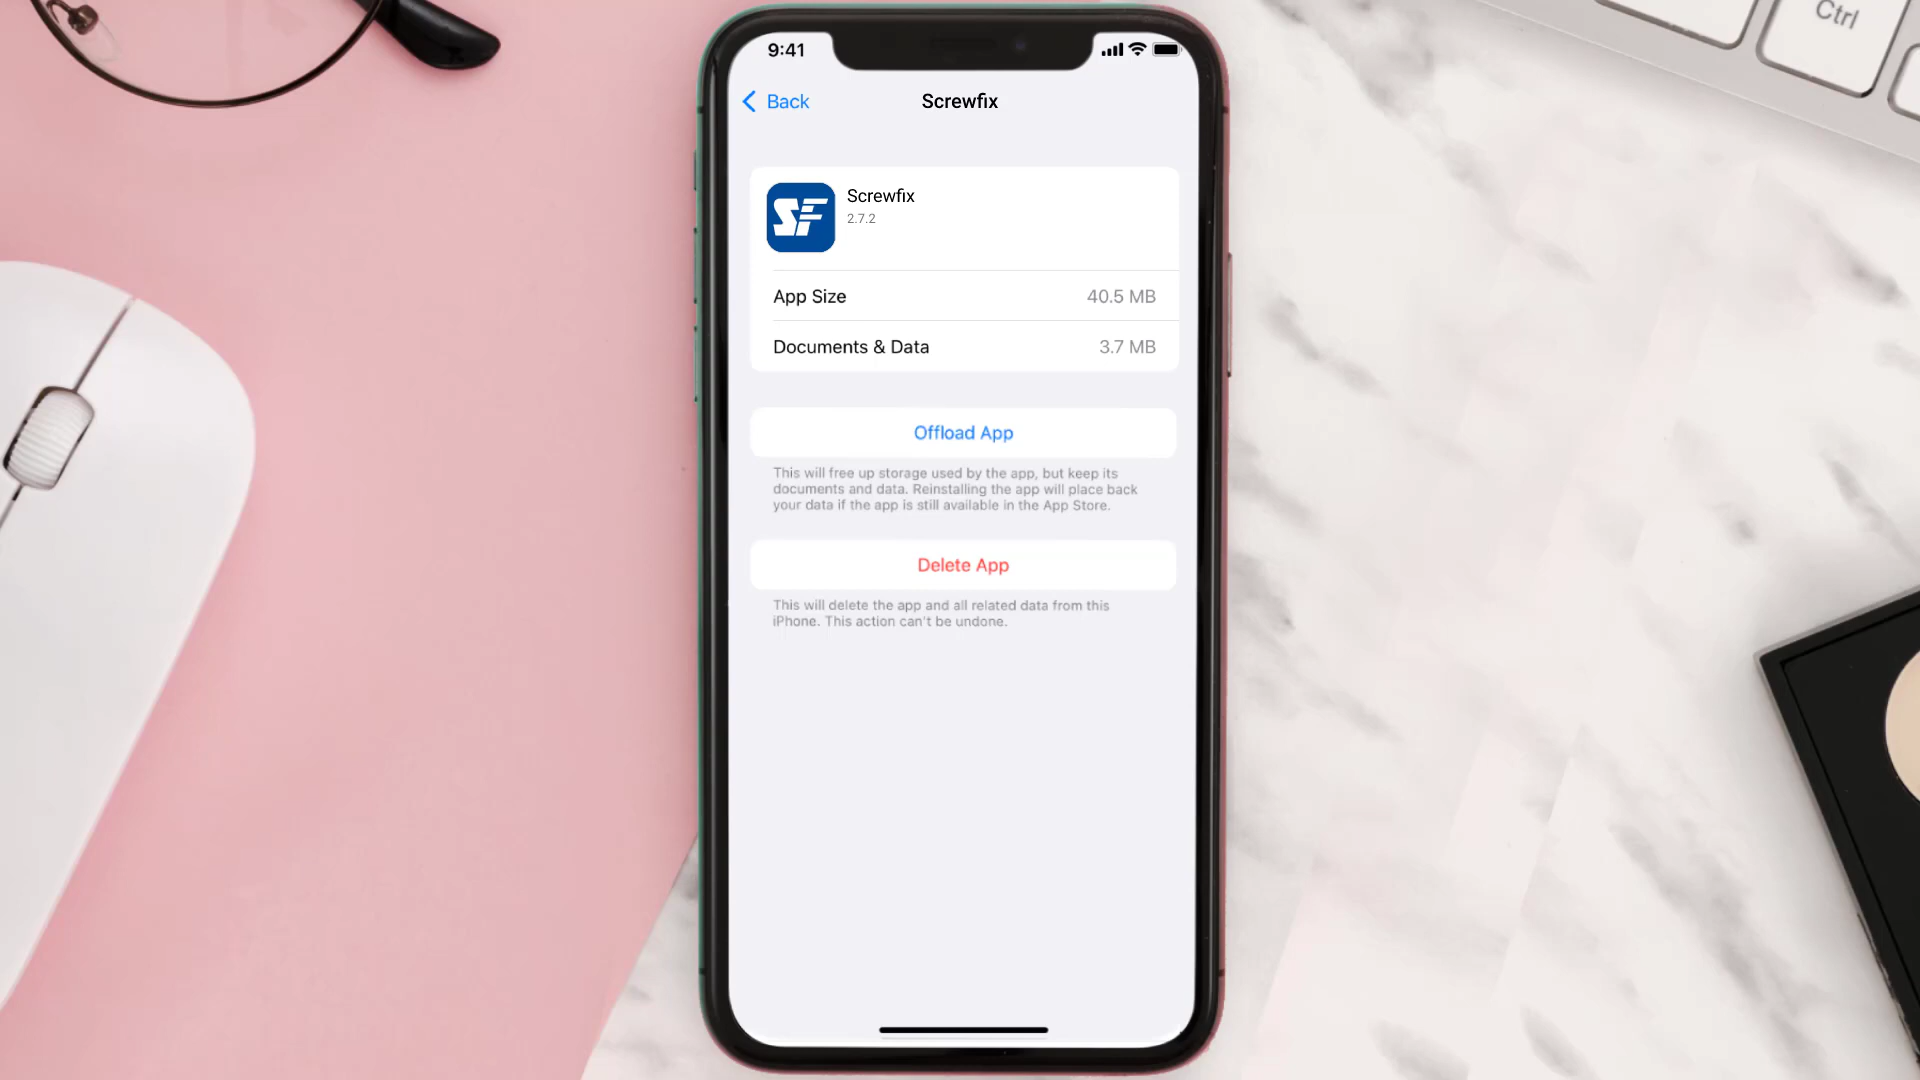 Ctrl
9:41
Back
Screwfix
SF
Screwfix
2.7.2
App Size
40.5 MB
Documents & Data
3.7 MB
Offload App
This will free up storage used by the app, but keep its
documents and data. Reinstalling the app will place back
your data if the app is still available in the App Store.
Delete App
This will delete the app and all related data from this
iPhone. This action can't be undone.